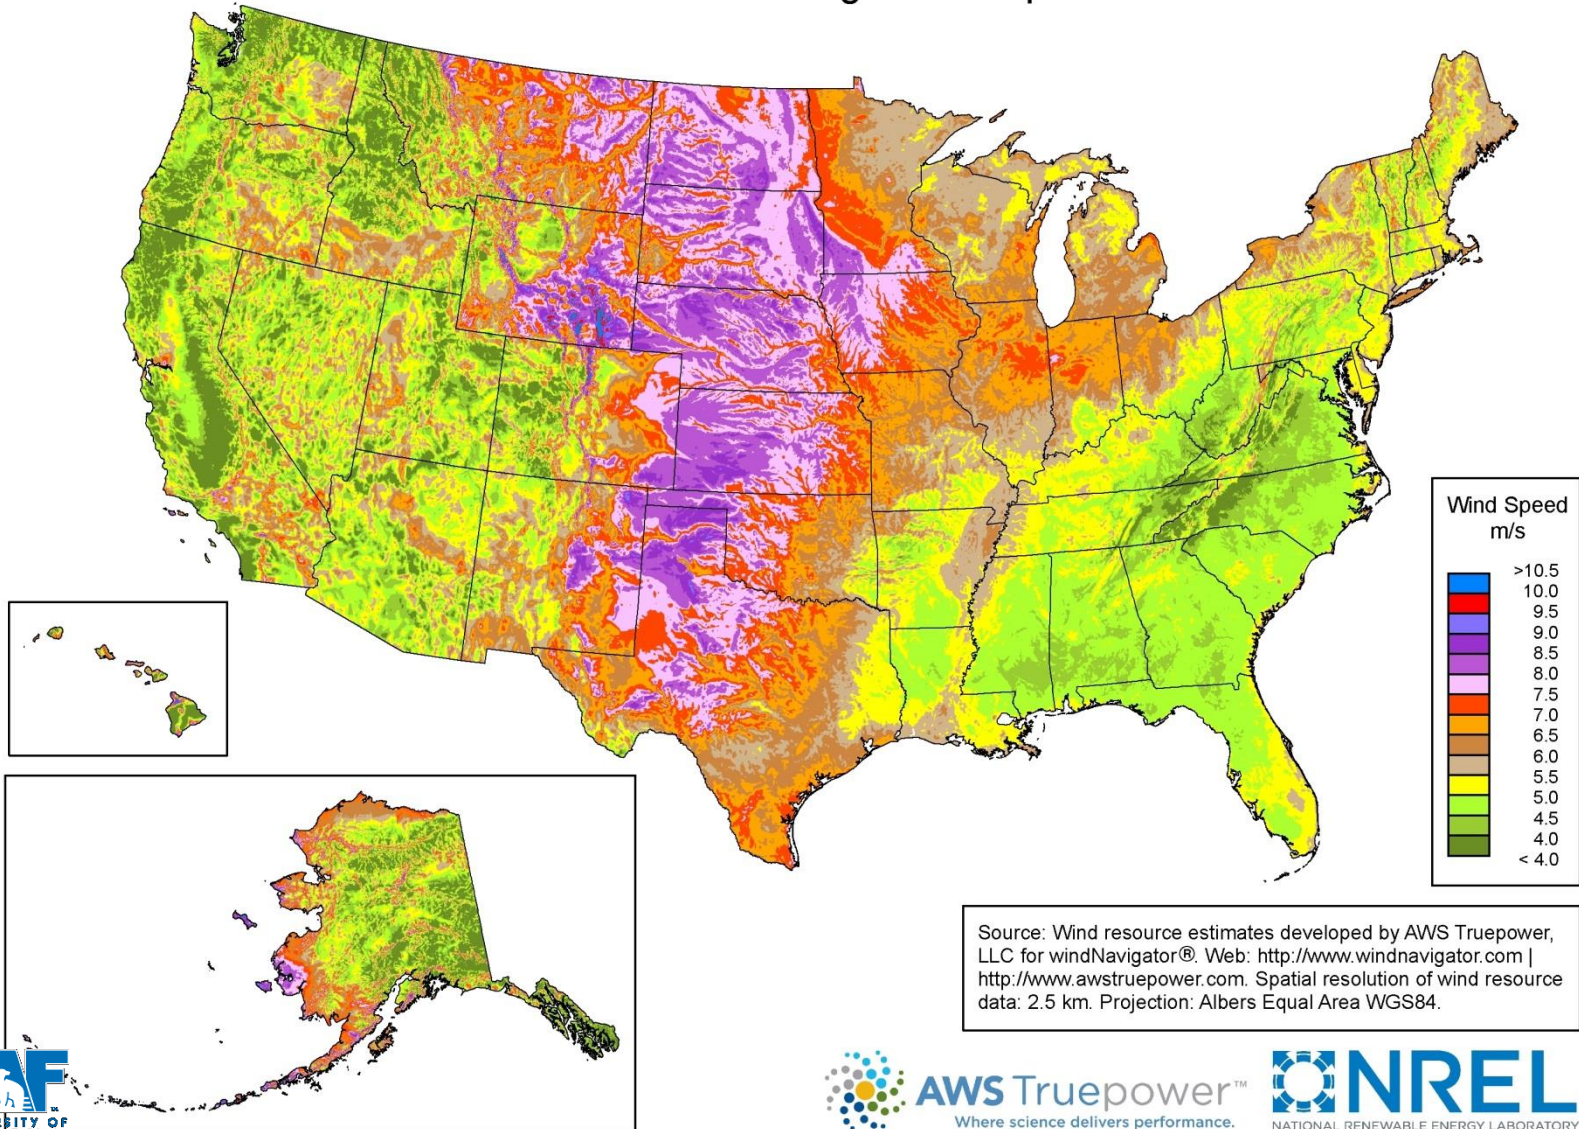 Wind Speed
m/s
>10.5
10.0
9.5
9.0
8.5
8.0
7.5
7.0
6.5
6.0
5.5
5.0
4.5
4.0
< 4.0
Source: Wind resource estimates developed by AWS Truepower,
LLC for windNavigator®. Web: http://www.windnavigator.com |
http://www.awstruepower.com. Spatial resolution of wind resource
data: 2.5 km. Projection: Albers Equal Area WGS84.
AWS Truepower™
Where science delivers performance.
NREL
NATIONAL RENEWABLE ENERGY LABORATORY